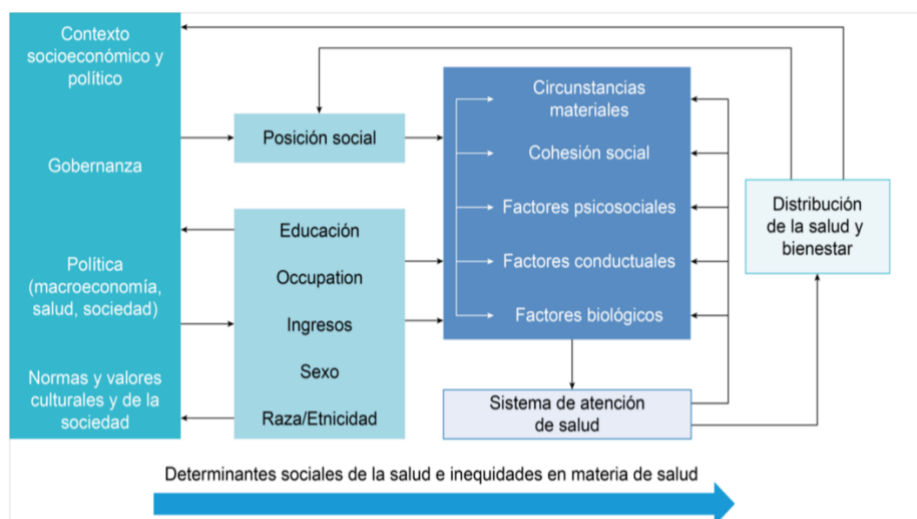 Contexto
socioeconómico y
político
Gobernanza
Política
(macroeconomía,
salud, sociedad)
Normas y valores
culturales y de la
sociedad
Posición social
Educación
Occupation
Ingresos
Sexo
Raza/Etnicidad
Circunstancias
materiales
Cohesión social
Factores psicosociales
Factores conductuales
Factores biológicos
Sistema de atención
de salud
Distribución
de la salud y
bienestar
Determinantes sociales de la salud e inequidades en materia de salud